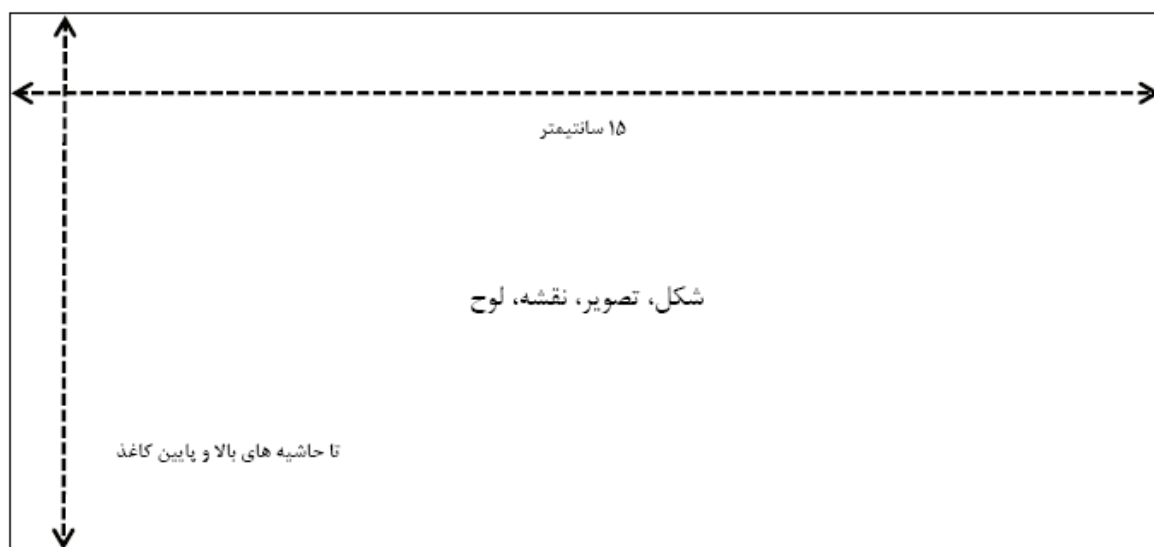 ۱۵ سانتیمتر
شکل، تصویر، نقشه، لوح
تا حاشیه های بالا و پایین کاغذ